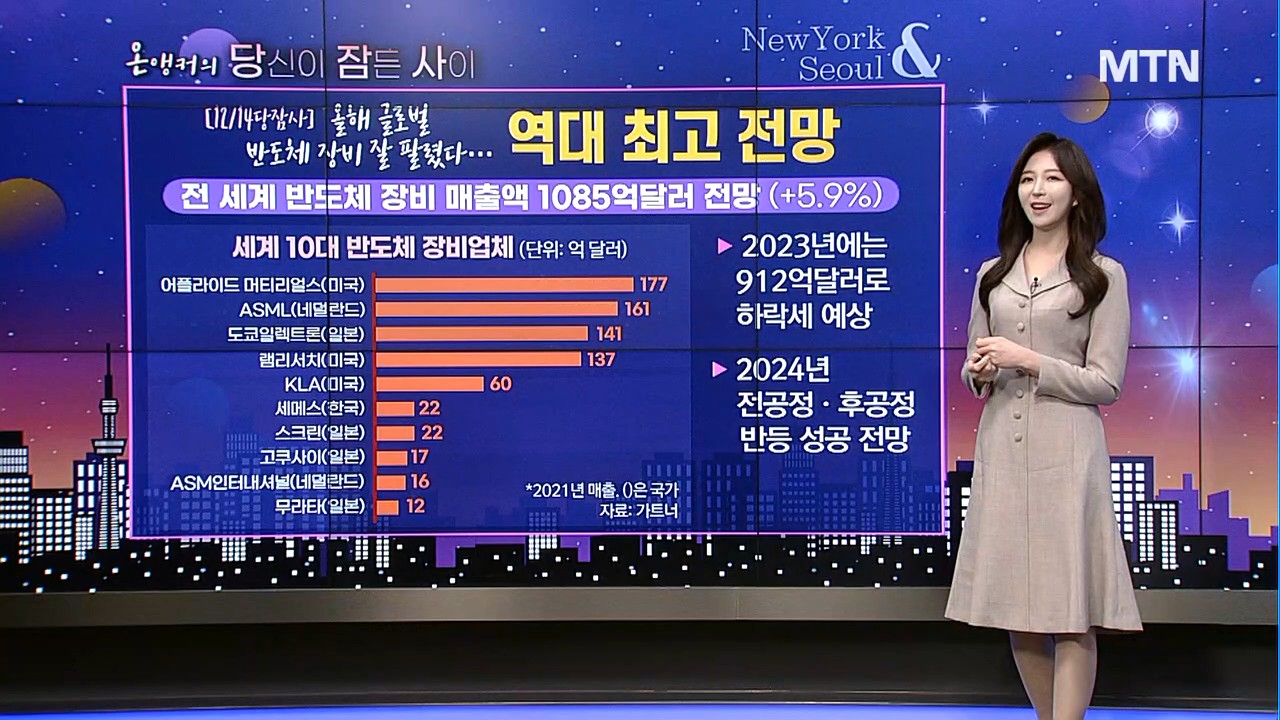 온앵커의 당신이 잠든 사이
NewYork &
Seoul
MTN
[12/14당잠사] 올해 글로벌
반도체 장비 잘 팔렸다…
역대 최고 전망
전 세계 반도체 장비 매출액 1085억달러 전망 (+5.9%)
세계 10대 반도체 장비업체 (단위: 억 달러)
어플라이드 머티리얼스(미국) 177
ASML(네덜란드) 161
도쿄일렉트론(일본) 141
램리서치(미국) 137
KLA(미국) 60
세메스(한국) 22
스크린(일본) 22
고쿠사이(일본) 17
ASM인터내셔널(네덜란드) 16
무라타(일본) 12
*2021년 매출. ()은 국가
자료: 가트너
▶ 2023년에는
912억달러로
하락세 예상
▶ 2024년
전공정 · 후공정
반등 성공 전망